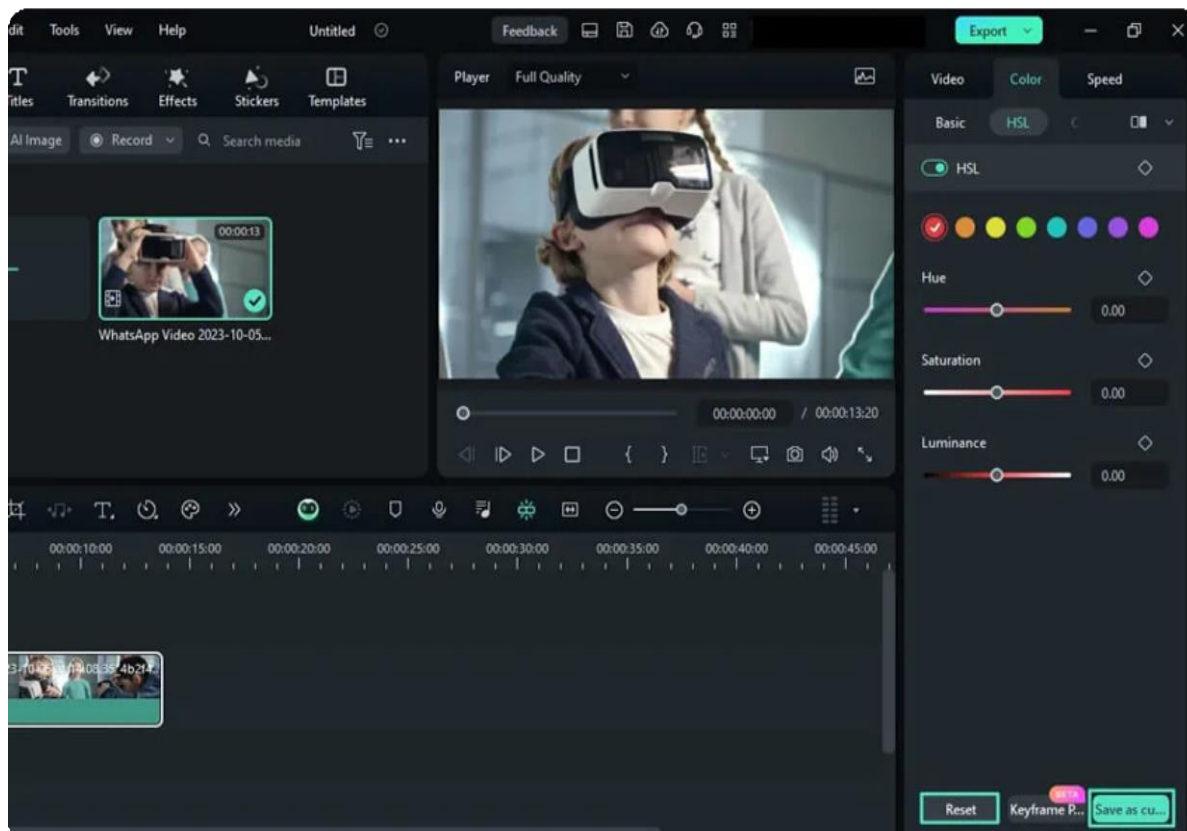 dit Tools View Help Untitled Feedback Export
Titles Transitions Effects Stickers Templates
AI Image Record Search media
00:00:13
WhatsApp Video 2023-10-05...
Player Full Quality
00:00:00:00 / 00:00:13:20
Video Color Speed
Basic HSL
HSL
Hue
0.00
Saturation
0.00
Luminance
0.00
00:00:10:00 00:00:15:00 00:00:20:00 00:00:25:00 00:00:30:00 00:00:35:00 00:00:40:00 00:00:45:00
BETA
Reset Keyframe P... Save as cu...